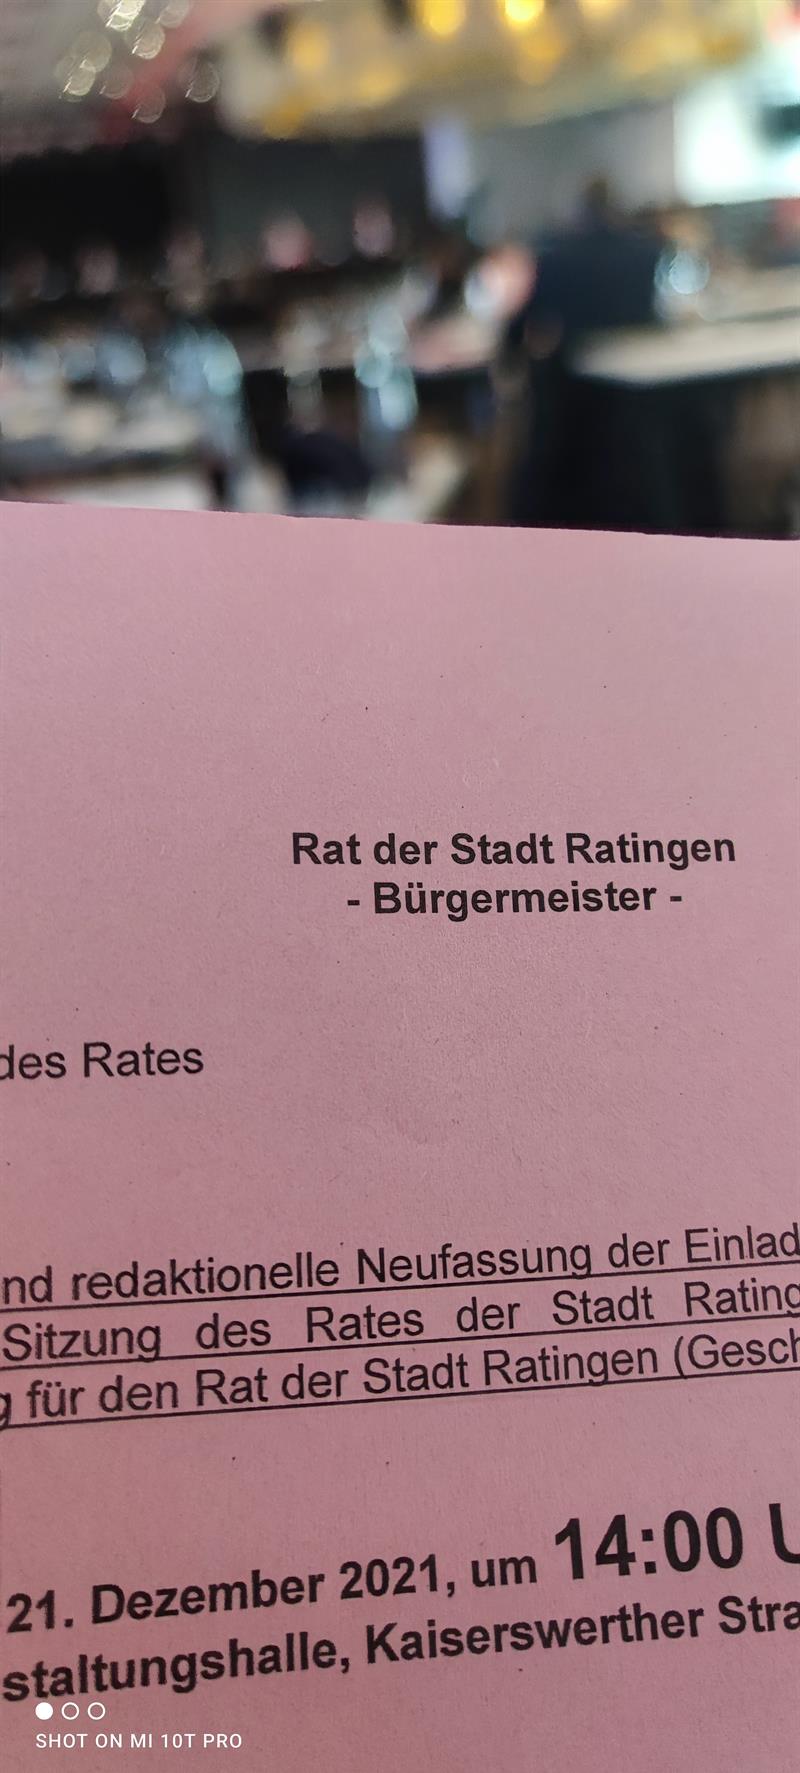 Rat der Stadt Ratingen
- Bürgermeister -
des Rates
nd redaktionelle Neufassung der Einlad
Sitzung des Rates der Stadt Rating
g für den Rat der Stadt Ratingen (Gesch
21. Dezember 2021, um 14:00 U
staltungshalle, Kaiserswerther Stra
SHOT ON MI 10T PRO